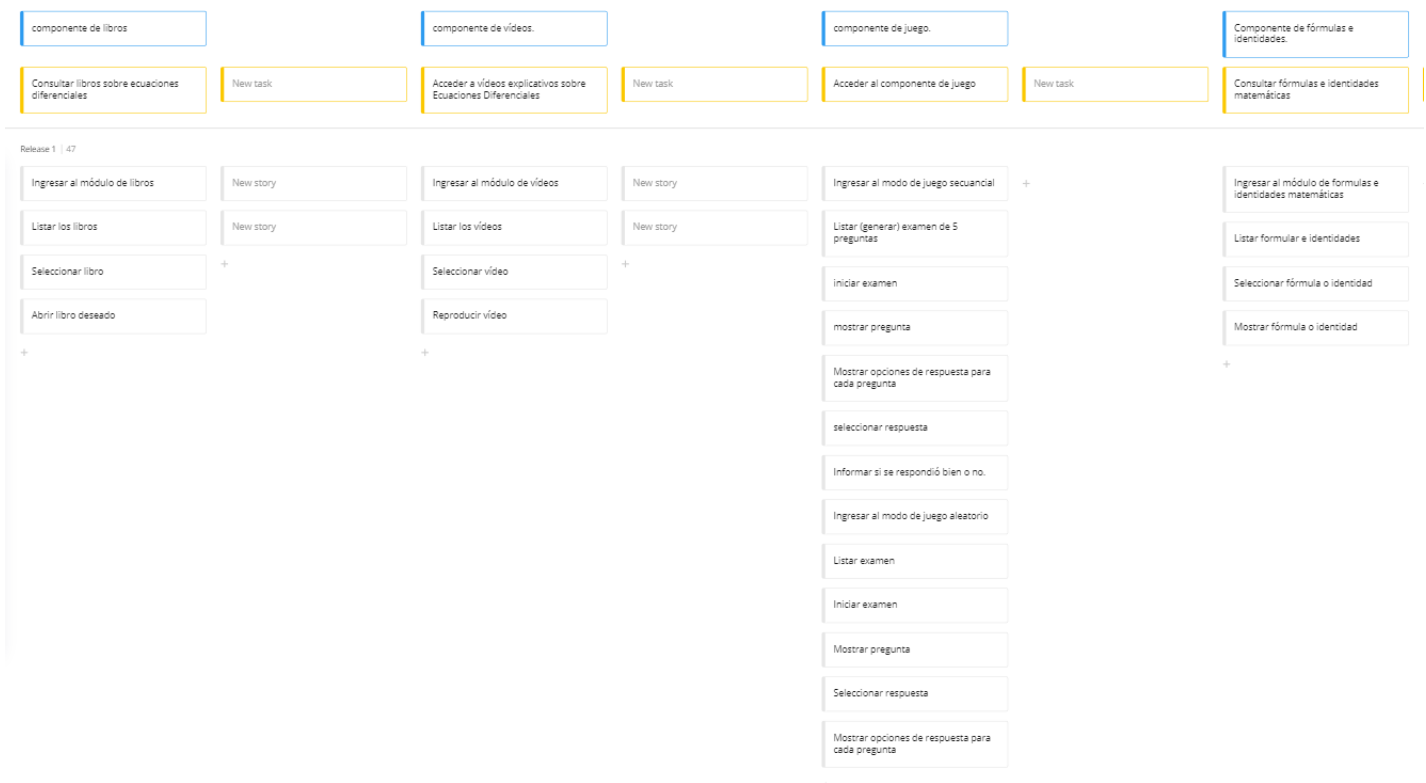 componente de libros
componente de vídeos.
componente de juego.
Componente de fórmulas e
identidades.
Consultar libros sobre ecuaciones
diferenciales
New task
Acceder a vídeos explicativos sobre
Ecuaciones Diferenciales
New task
Acceder al componente de juego
New task
Consultar fórmulas e identidades
matemáticas
Release 1 | 47
Ingresar al módulo de libros
Listar los libros
Seleccionar libro
Abrir libro deseado
+
New story
New story
+
Ingresar al módulo de vídeos
Listar los vídeos
Seleccionar vídeo
Reproducir vídeo
+
New story
New story
+
Ingresar al modo de juego secuancial
Listar (generar) examen de 5
preguntas
iniciar examen
mostrar pregunta
Mostrar opciones de respuesta para
cada pregunta
seleccionar respuesta
Informar si se respondió bien o no.
Ingresar al modo de juego aleatorio
Listar examen
Iniciar examen
Mostrar pregunta
Seleccionar respuesta
Mostrar opciones de respuesta para
cada pregunta
+
Ingresar al módulo de formulas e
identidades matemáticas
Listar formular e identidades
Seleccionar fórmula o identidad
Mostrar fórmula o identidad
+